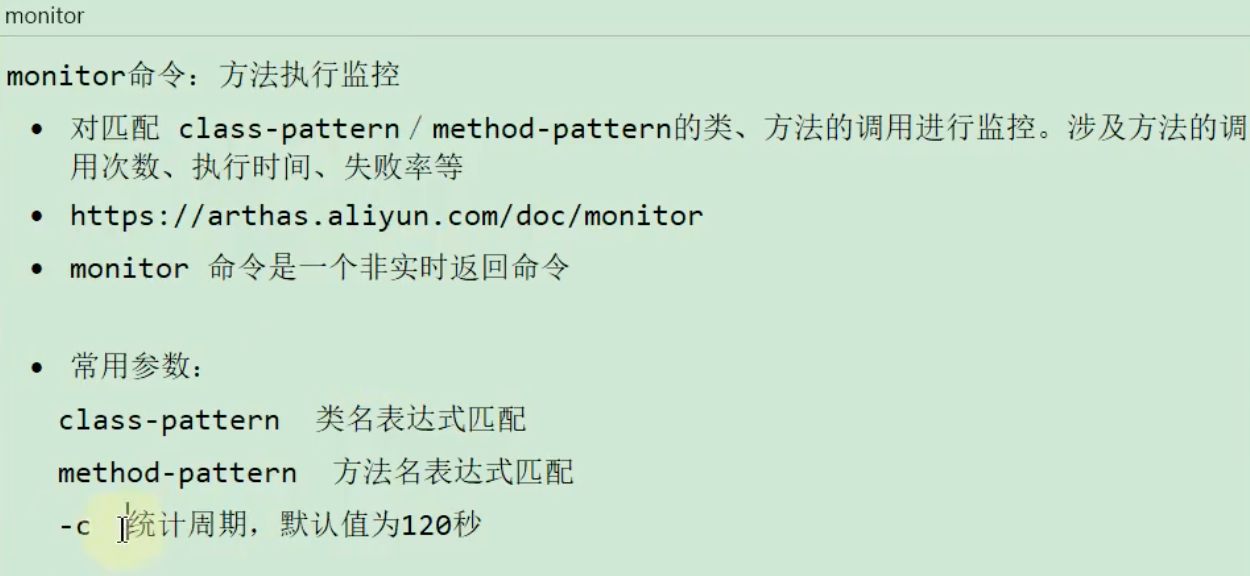 monitor
monitor命令：方法执行监控
• 对匹配 class-pattern / method-pattern的类、方法的调用进行监控。涉及方法的调
用次数、执行时间、失败率等
• https://arthas.aliyun.com/doc/monitor
• monitor 命令是一个非实时返回命令
• 常用参数：
class-pattern 类名表达式匹配
method-pattern 方法名表达式匹配
-c 统计周期，默认值为120秒